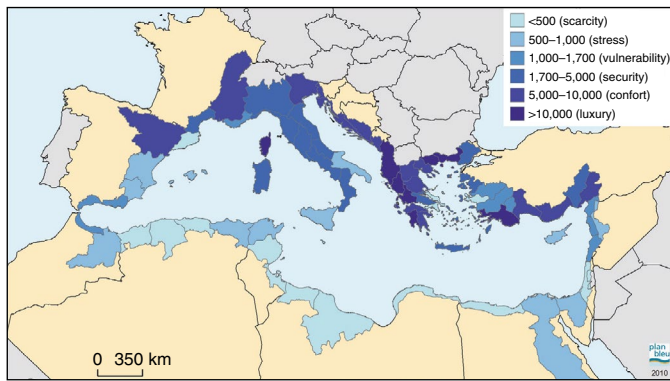 <500 (scarcity)
500–1,000 (stress)
1,000–1,700 (vulnerability)
1,700–5,000 (security)
5,000–10,000 (confort)
>10,000 (luxury)
0 350 km
plan
bleu
2010